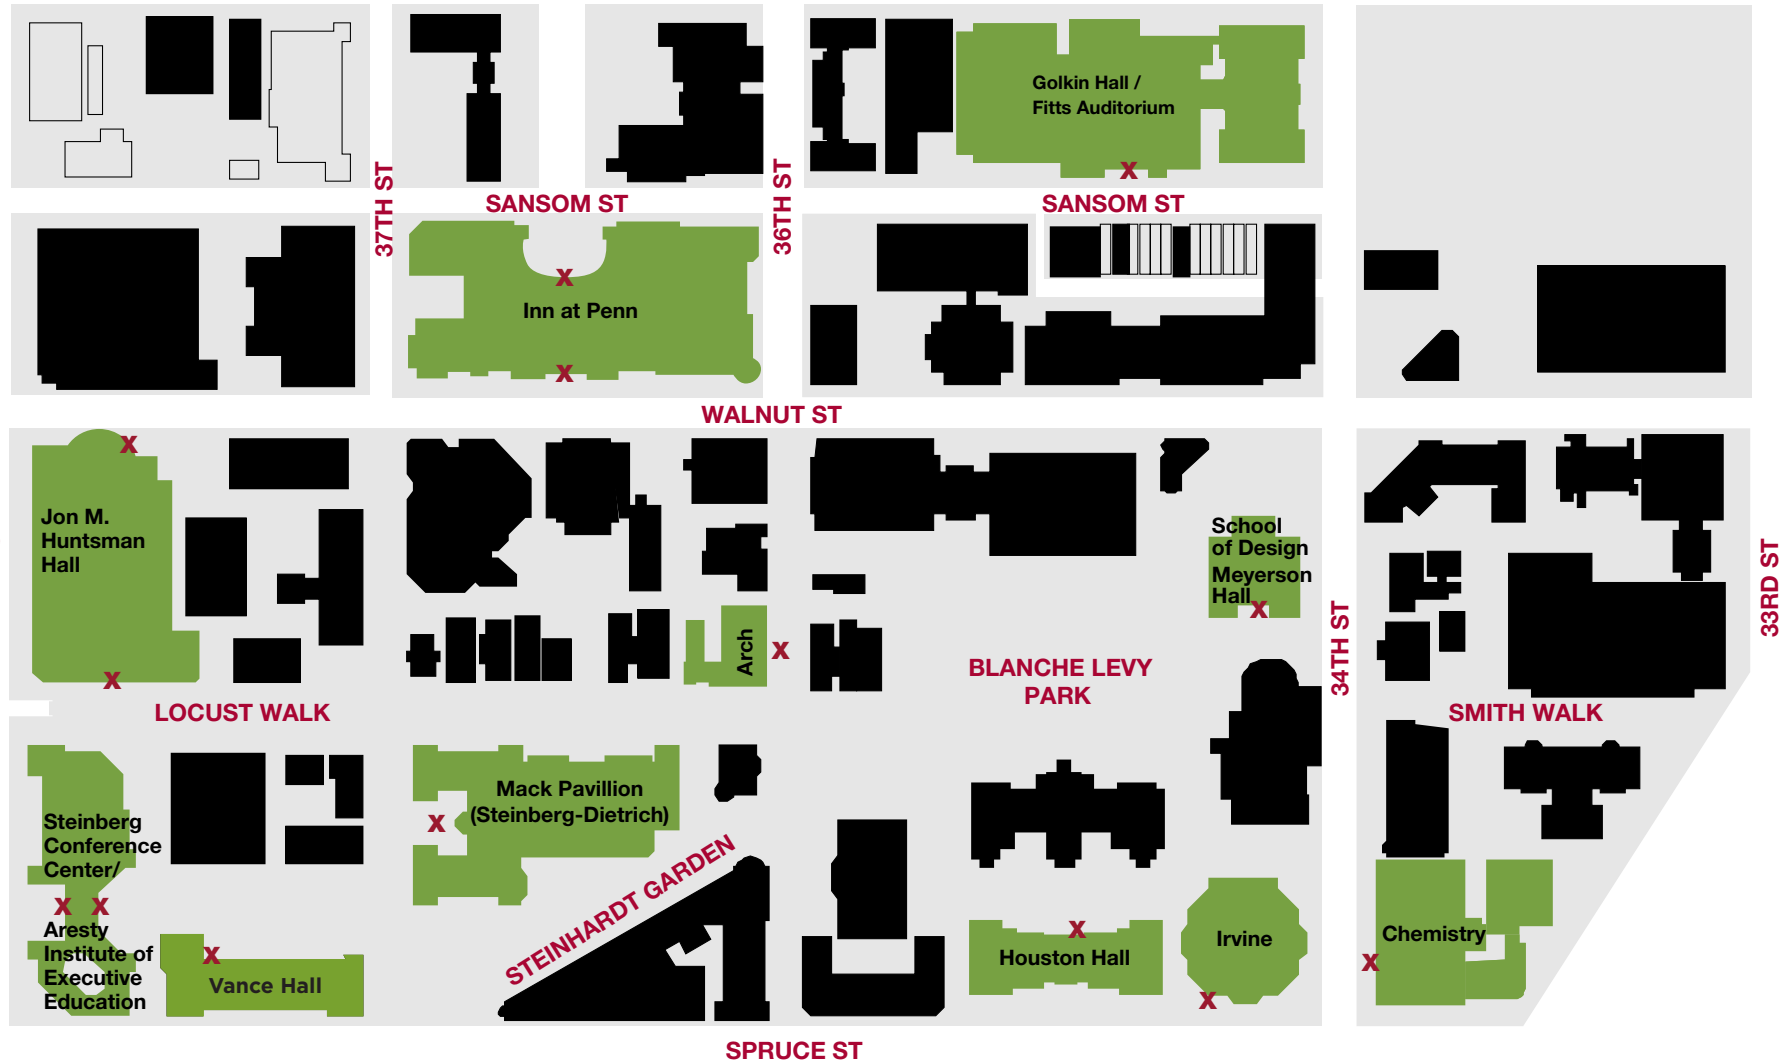 Golkin Hall /
Fitts Auditorium
X
37TH ST
SANSOM ST
36TH ST
SANSOM ST
X
Inn at Penn
X
WALNUT ST
X
Jon M.
Huntsman
Hall
X
School
of Design
Meyerson
Hall
X
Arch
X
BLANCHE LEVY
PARK
34TH ST
33RD ST
LOCUST WALK
SMITH WALK
Steinberg
Conference
Center/
X X
Aresty
Institute of
Executive
Education
X
Vance Hall
Mack Pavillion
(Steinberg-Dietrich)
X
STEINHARDT GARDEN
X
Houston Hall
Irvine
X
Chemistry
X
SPRUCE ST